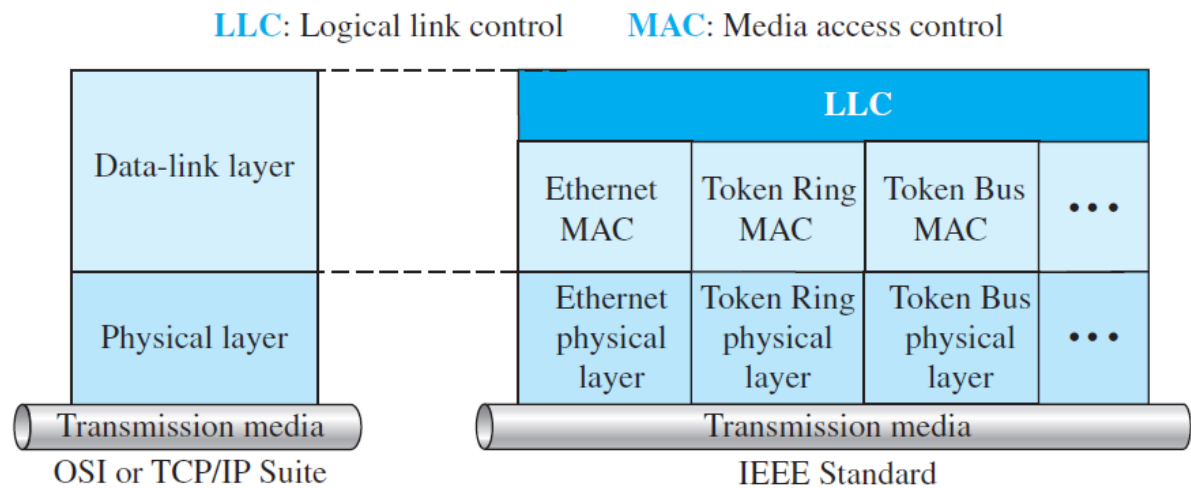 LLC: Logical link control MAC: Media access control
Data-link layer
Physical layer
Transmission media
OSI or TCP/IP Suite
LLC
Ethernet
MAC
Token Ring
MAC
Token Bus
MAC
•••
Ethernet
physical
layer
Token Ring
physical
layer
Token Bus
physical
layer
•••
Transmission media
IEEE Standard